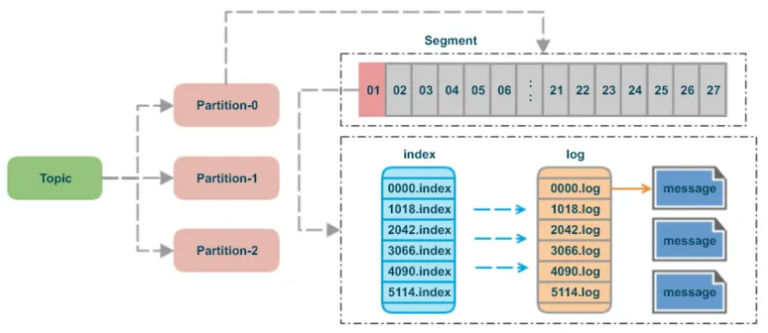 Segment
01 02 03 04 05 06 : 21 22 23 24 25 26 27
Partition-0
Topic
Partition-1
Partition-2
index
log
0000.index
1018.index
2042.index
3066.index
4090.index
5114.index
0000.log
1018.log
2042.log
3066.log
4090.log
5114.log
message
message
message